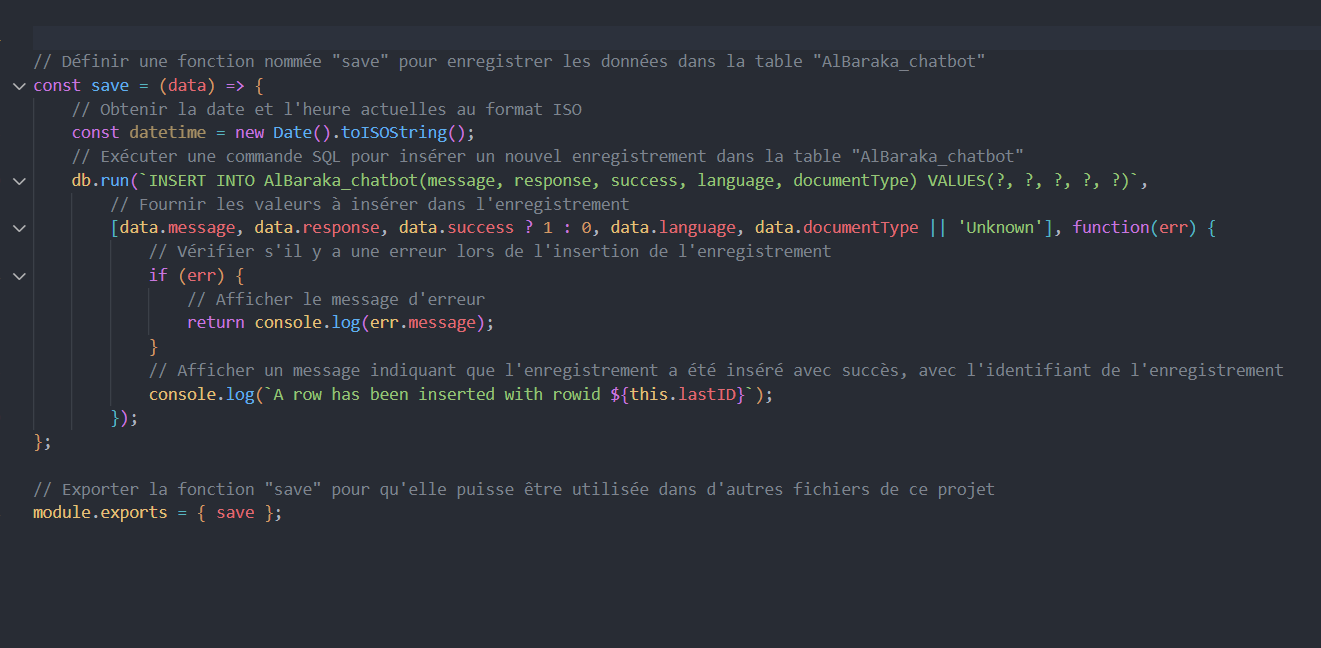 // Définir une fonction nommée "save" pour enregistrer les données dans la table "AlBaraka_chatbot"
const save = (data) => {
// Obtenir la date et l'heure actuelles au format ISO
const datetime = new Date().toISOString();
// Exécuter une commande SQL pour insérer un nouvel enregistrement dans la table "AlBaraka_chatbot"
db.run(`INSERT INTO AlBaraka_chatbot(message, response, success, language, documentType) VALUES(?, ?, ?, ?, ?)`,
// Fournir les valeurs à insérer dans l'enregistrement
[data.message, data.response, data.success ? 1 : 0, data.language, data.documentType || 'Unknown'], function(err) {
// Vérifier s'il y a une erreur lors de l'insertion de l'enregistrement
if (err) {
// Afficher le message d'erreur
return console.log(err.message);
}
// Afficher un message indiquant que l'enregistrement a été inséré avec succès, avec l'identifiant de l'enregistrement
console.log(`A row has been inserted with rowid ${this.lastID}`);
});
};
// Exporter la fonction "save" pour qu'elle puisse être utilisée dans d'autres fichiers de ce projet
module.exports = { save };